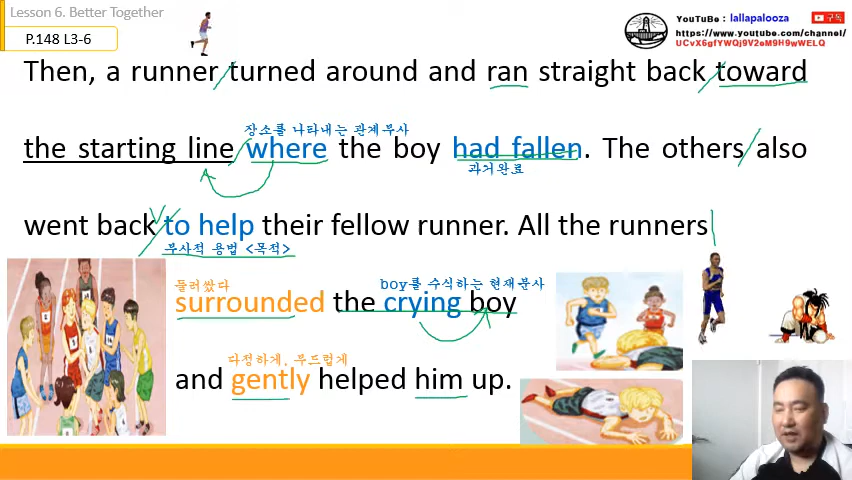 Lesson 6. Better Together
P.148 L3-6
YouTuBe : lallapalooza
구독
https://www.youtube.com/channel/
UCvX6gfYWQj9V2eM9H9wWELQ
Then, a runner turned around and ran straight back toward
장소를 나타내는 관계부사
the starting line where the boy had fallen. The others also
과거완료
went back to help their fellow runner. All the runners
부사적 용법 <목적>
둘러쌌다
boy를 수식하는 현재분사
surrounded the crying boy
다정하게, 부드럽게
and gently helped him up.